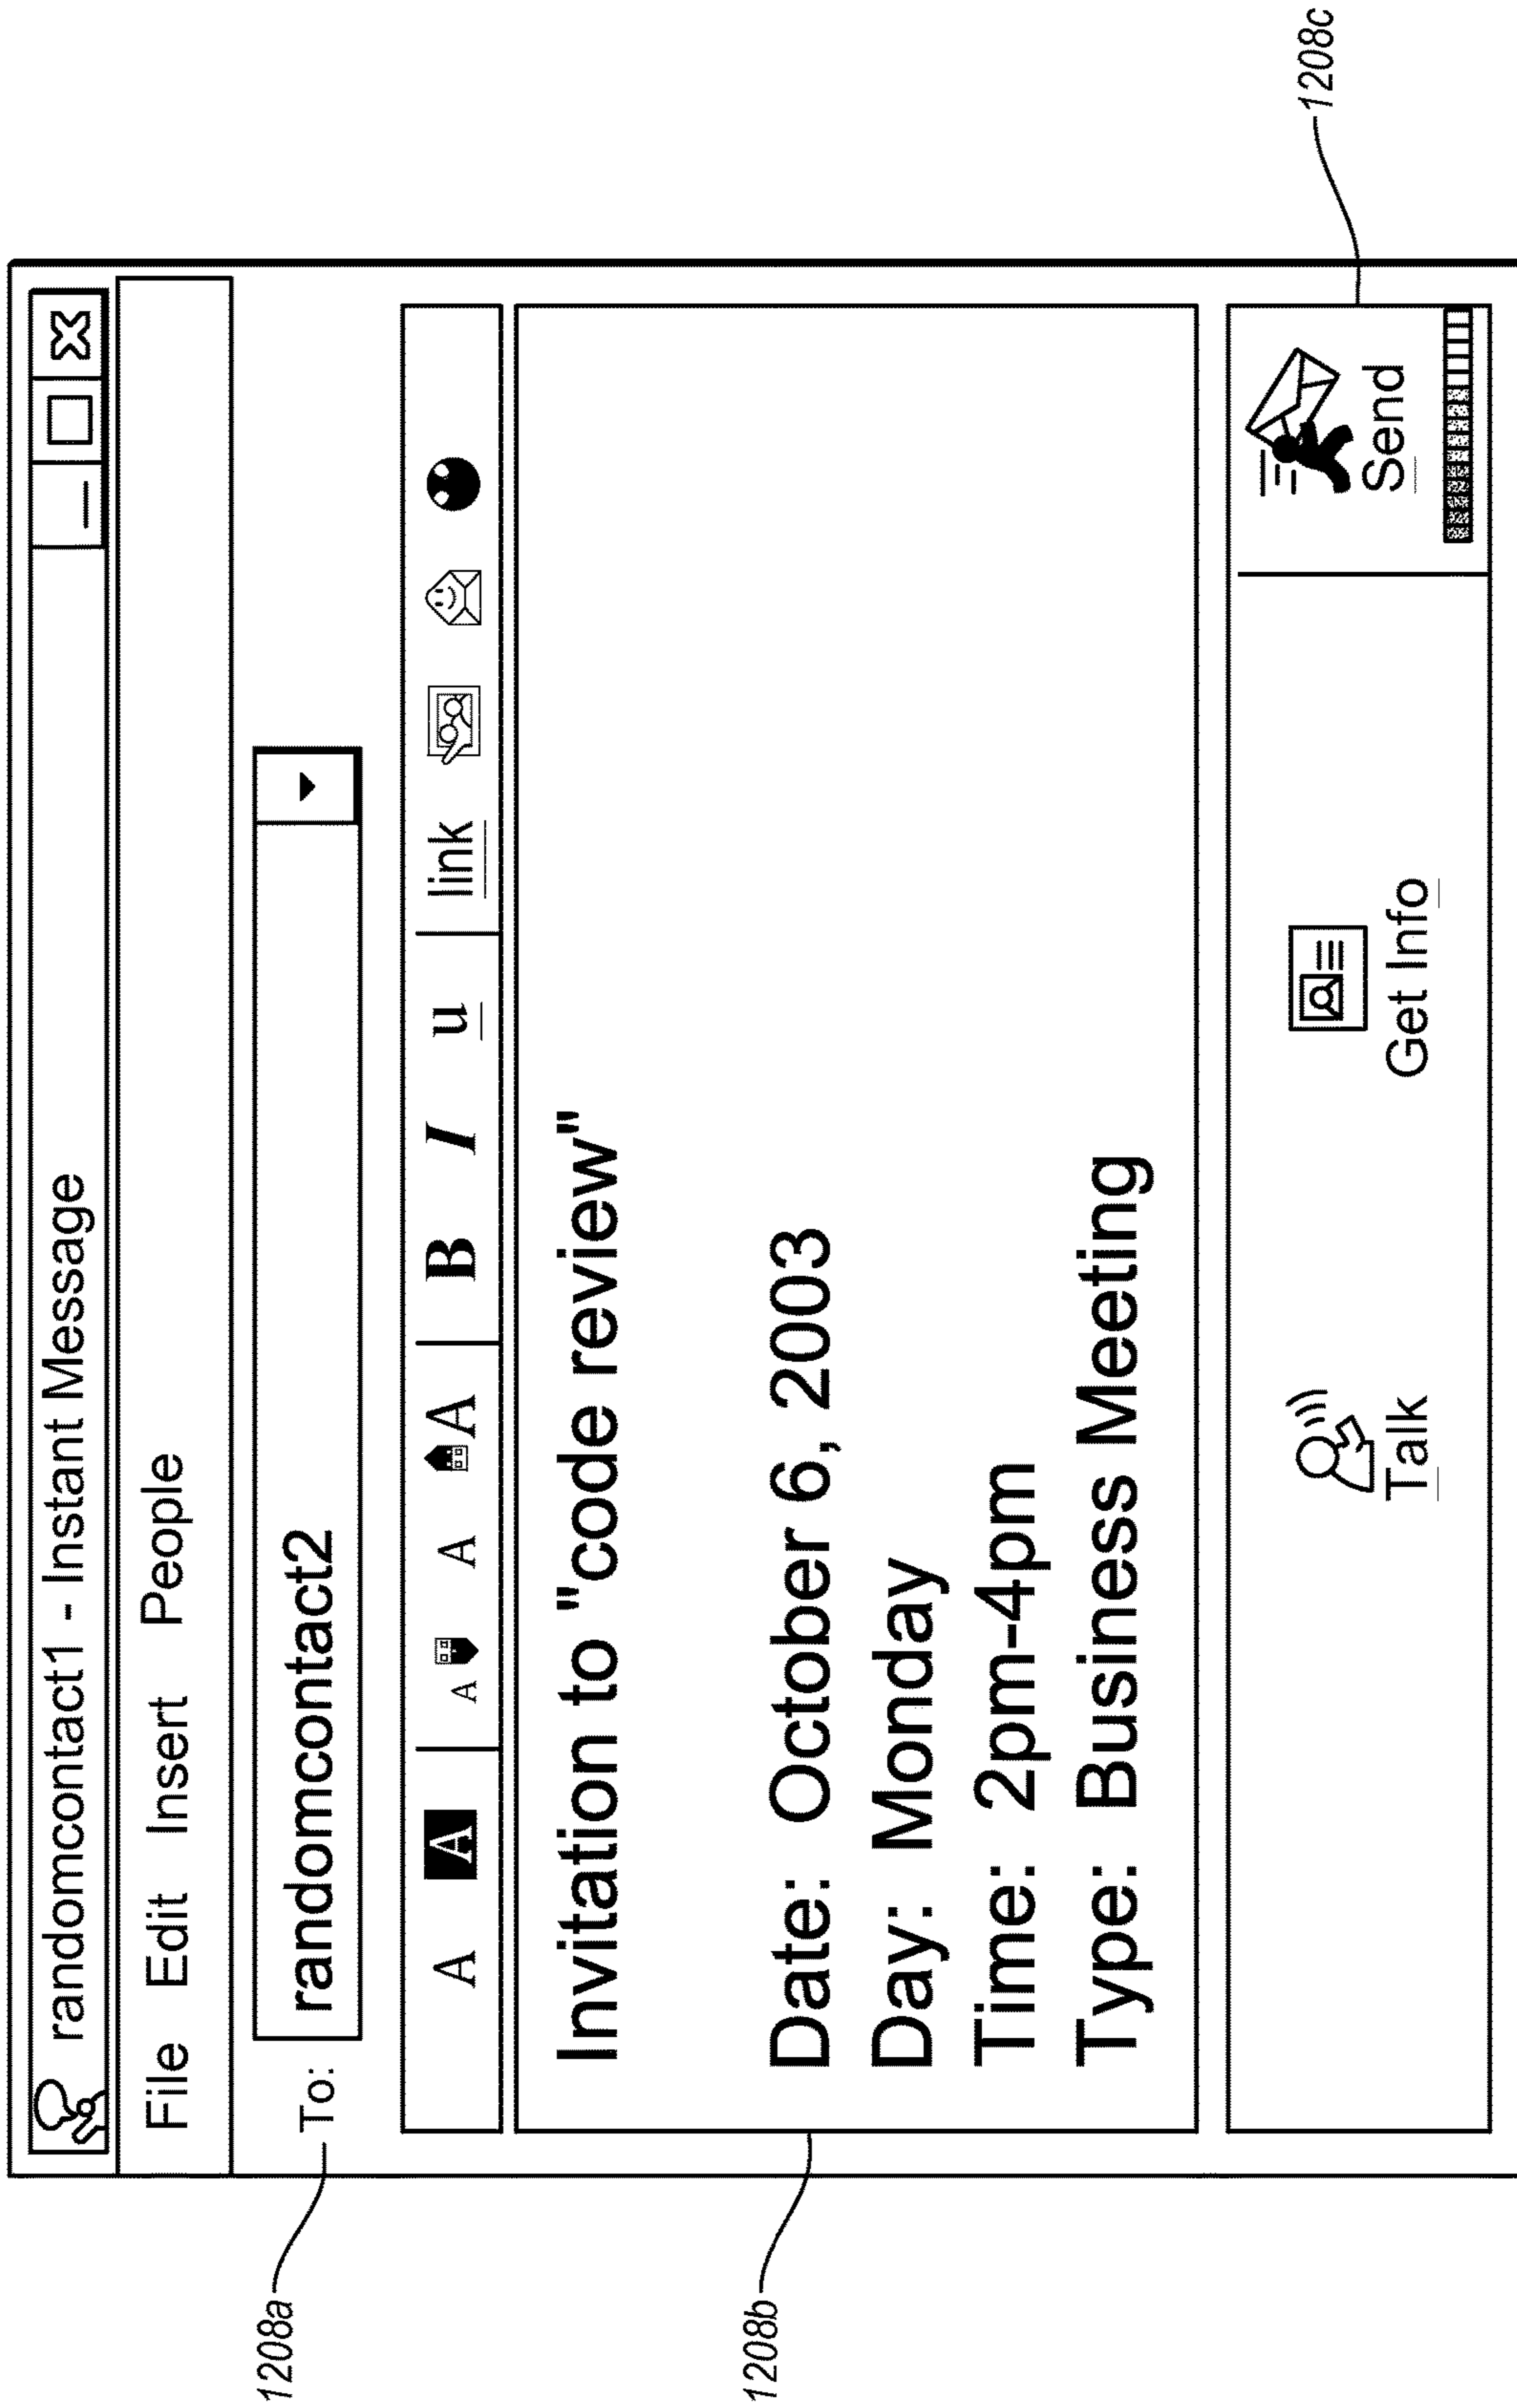 randomcontact1 - Instant Message
File Edit Insert People
1208a
To: randomcontact2
A A A A A B I u link
1208b
Invitation to "code review"
Date: October 6, 2003
Day: Monday
Time: 2pm-4pm
Type: Business Meeting
Talk Get Info Send
1208c